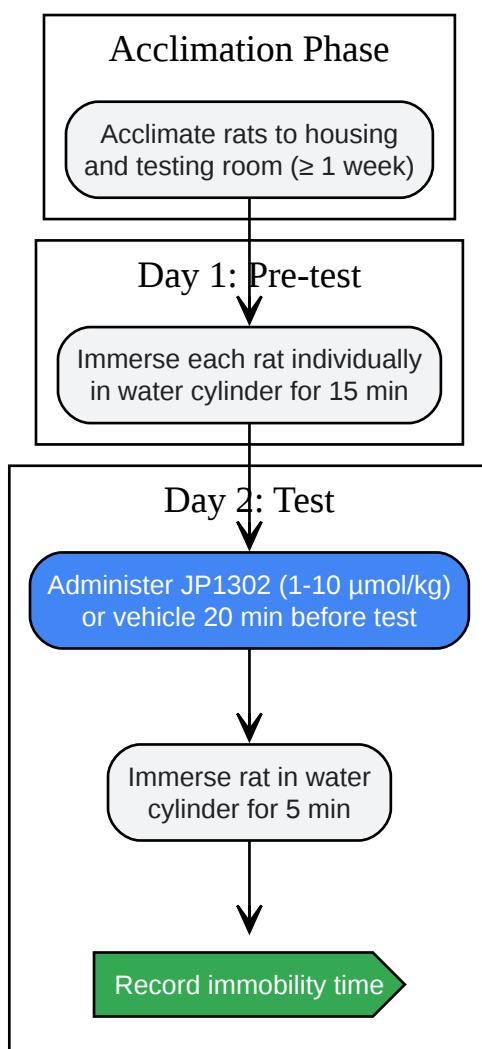 Acclimation Phase
Acclimate rats to housing
and testing room (≥ 1 week)
Day 1: Pre-test
Immerse each rat individually
in water cylinder for 15 min
Day 2: Test
Administer JP1302 (1-10 μmol/kg)
or vehicle 20 min before test
Immerse rat in water
cylinder for 5 min
Record immobility time